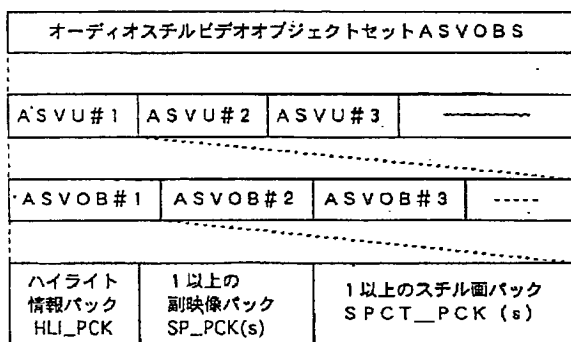 オーディオスチルビデオオブジェクトセットASVOBS
ASVU#1 ASVU#2 ASVU#3
ASVOB#1 ASVOB#2 ASVOB#3
ハイライト 情報パック HLI_PCK
1以上の 副映像パック SP_PCK(s)
1以上のスチル画パック SPCT__PCK (s)